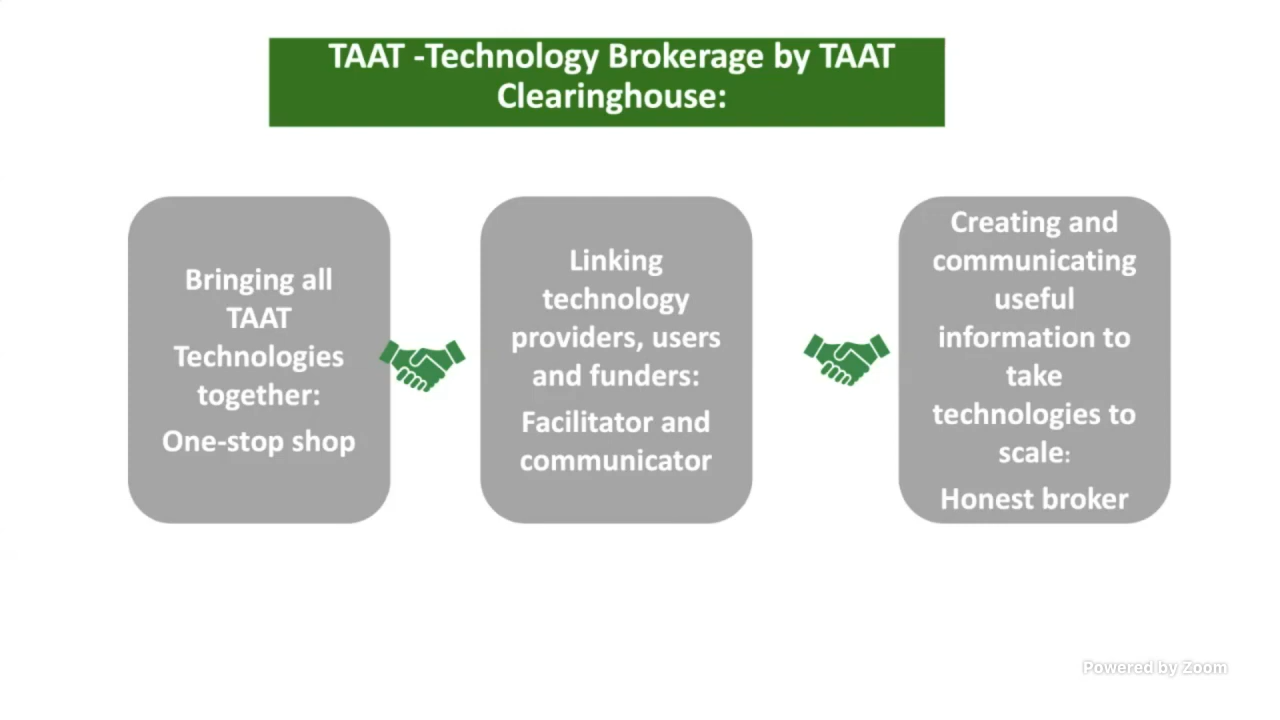 TAAT -Technology Brokerage by TAAT
Clearinghouse:
Bringing all
TAAT
Technologies
together:
One-stop shop
Linking
technology
providers, users
and funders:
Facilitator and
communicator
Creating and
communicating
useful
information to
take
technologies to
scale:
Honest broker
Powered by Zoom